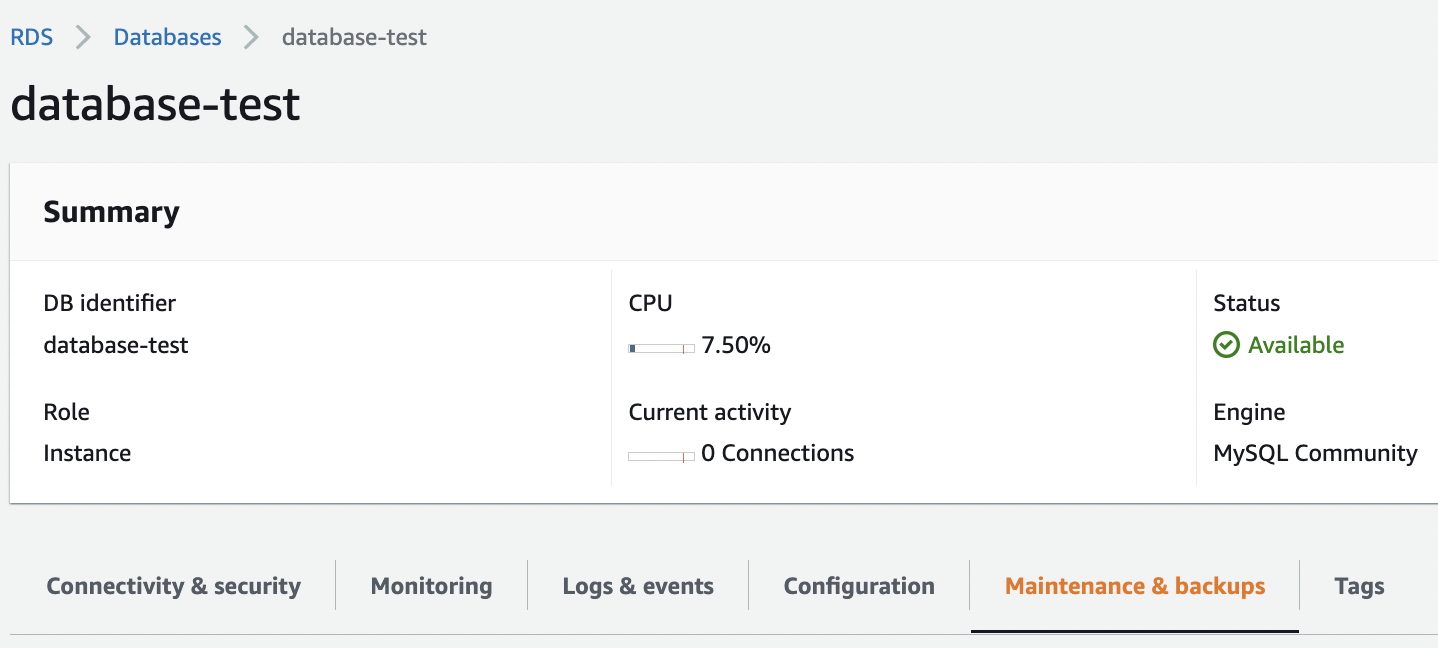 RDS > Databases > database-test
database-test
Summary
DB identifier
database-test
CPU
7.50%
Status
Available
Role
Instance
Current activity
0 Connections
Engine
MySQL Community
Connectivity & security Monitoring Logs & events Configuration Maintenance & backups Tags